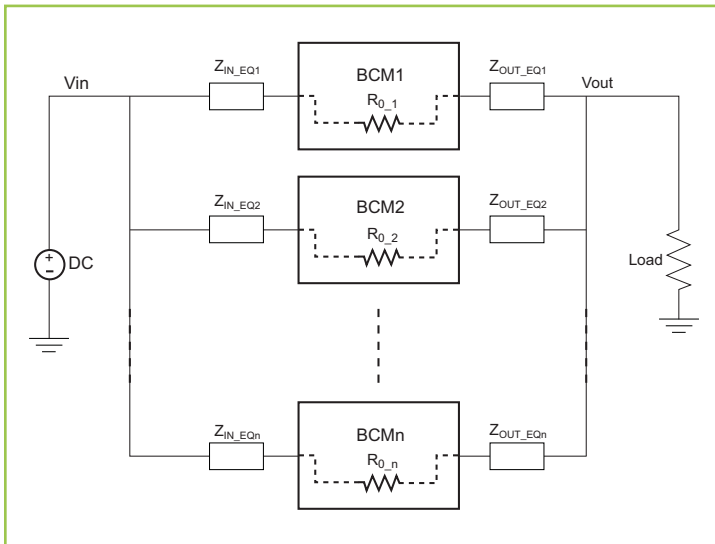 Vin
Z_IN_EQ1
BCM1
R_0_1
Z_OUT_EQ1
Vout
Z_IN_EQ2
BCM2
R_0_2
Z_OUT_EQ2
+
-
DC
Load
Z_IN_EQn
BCMn
R_0_n
Z_OUT_EQn